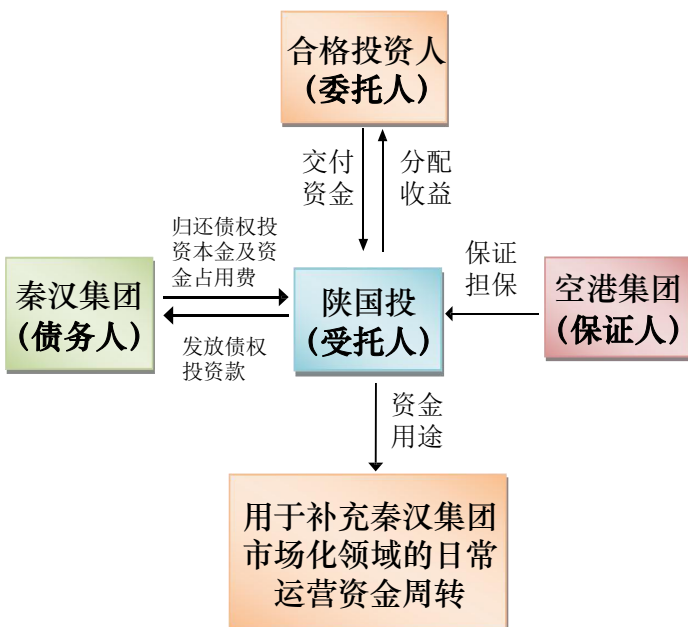 合格投资人
(委托人)
交付
资金
分配
收益
归还债权投
资本金及资
金占用费
保证
担保
秦汉集团
(债务人)
陕国投
(受托人)
空港集团
(保证人)
发放债权
投资款
资金
用途
用于补充秦汉集团
市场化领域的日常
运营资金周转